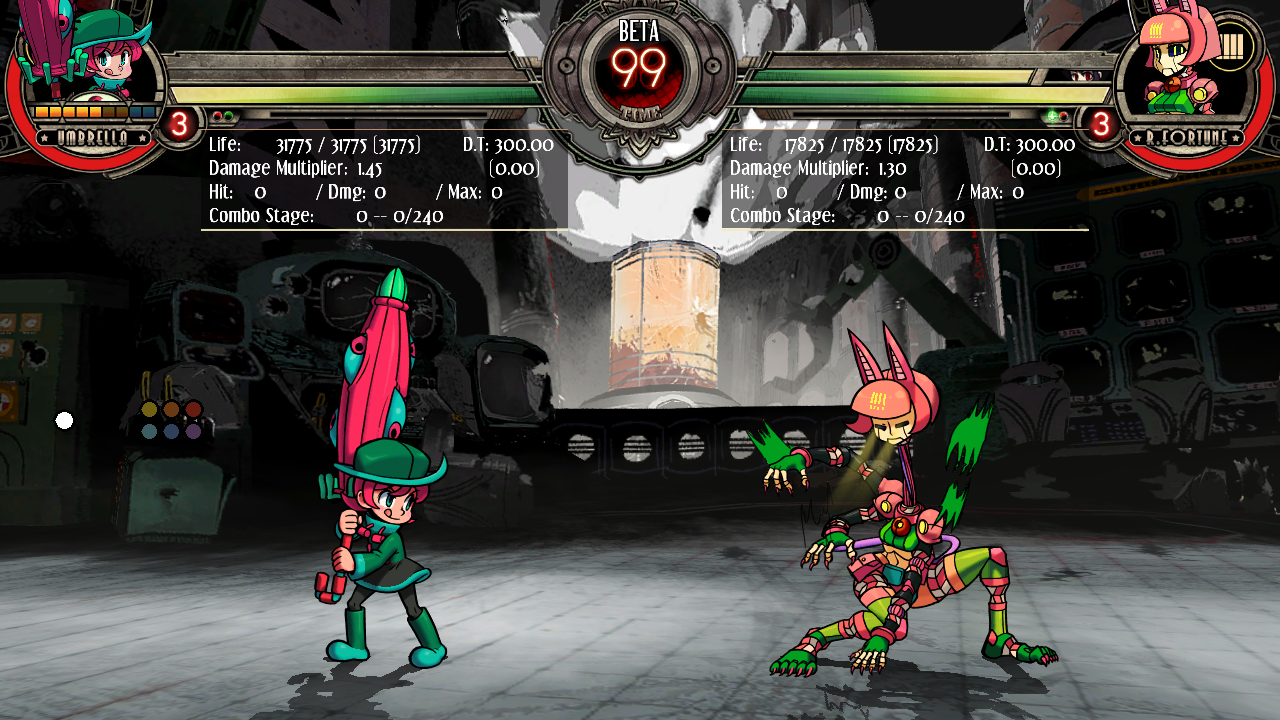 BETA
99
TIME
3
3
UMBRELLA
R.FORTUNE
Life: 31775 / 31775 (31775) D.T: 300.00
Damage Multiplier: 1.45 (0.00)
Hit: 0 / Dmg: 0 / Max: 0
Combo Stage: 0 -- 0/240
Life: 17825 / 17825 (17825) D.T: 300.00
Damage Multiplier: 1.30 (0.00)
Hit: 0 / Dmg: 0 / Max: 0
Combo Stage: 0 -- 0/240